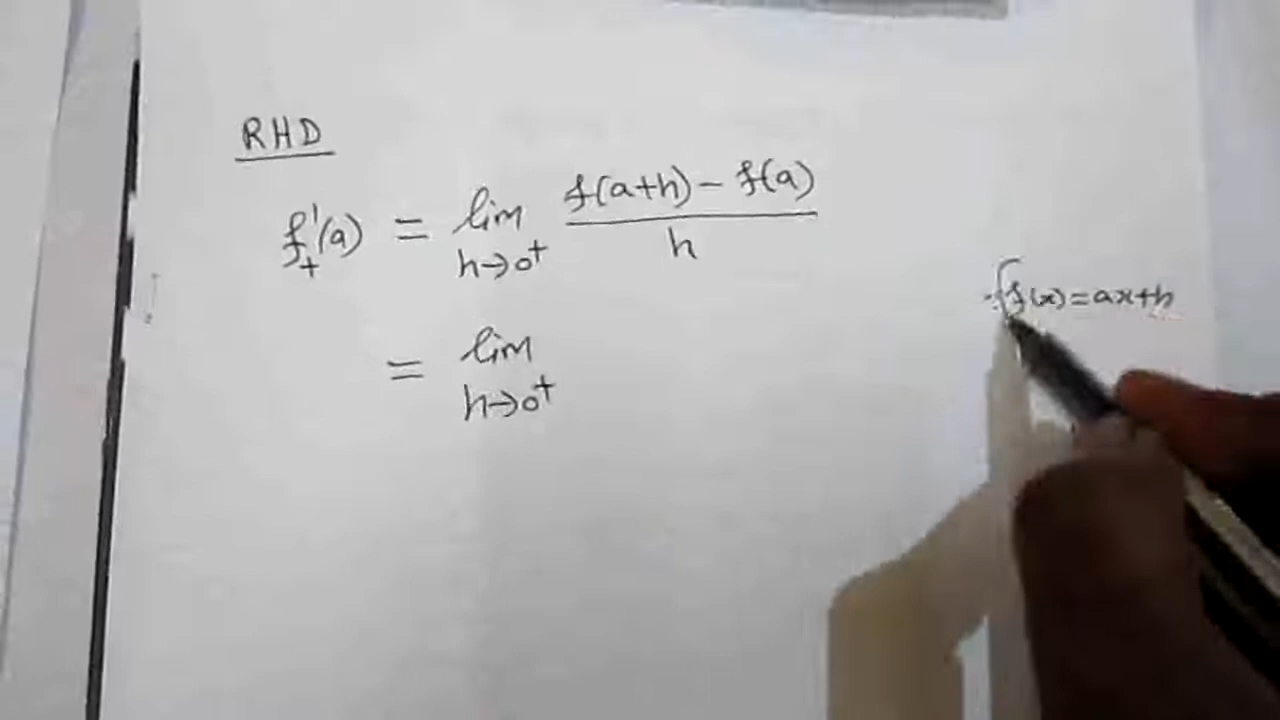 RHD
f'₊(a) = lim h→0⁺ f(a+h) - f(a) / h
f(x) = ax+b
= lim h→0⁺